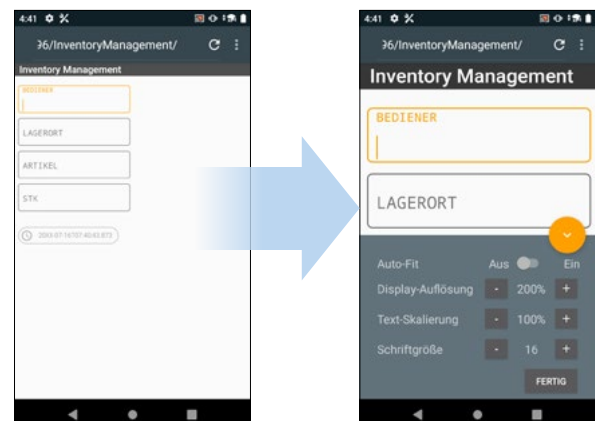 4:41
36/InventoryManagement/
Inventory Management
BEDIENER
LAGERORT
ARTIKEL
STK
4:41
36/InventoryManagement/
Inventory Management
BEDIENER
LAGERORT
Auto-Fit Aus Ein
Display-Auflösung - 200% +
Text-Skalierung - 100% +
Schriftgröße - 16 +
FERTIG